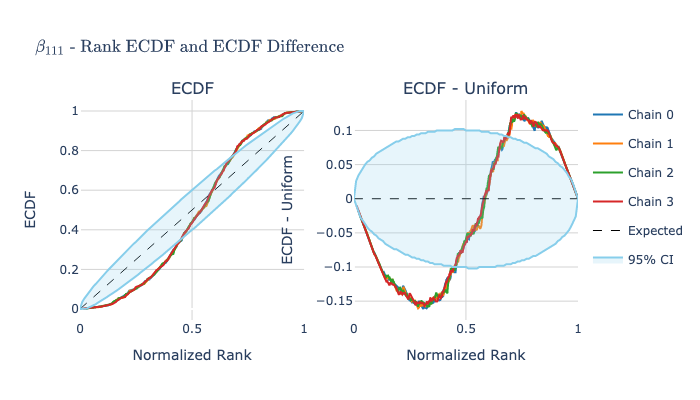 β₁₁₁ - Rank ECDF and ECDF Difference
ECDF
ECDF - Uniform
1
0.8
0.6
0.4
0.2
0
ECDF
0
0.5
1
Normalized Rank
0.1
0.05
0
−0.05
−0.1
−0.15
ECDF - Uniform
0
0.5
1
Normalized Rank
Chain 0
Chain 1
Chain 2
Chain 3
Expected
95% CI